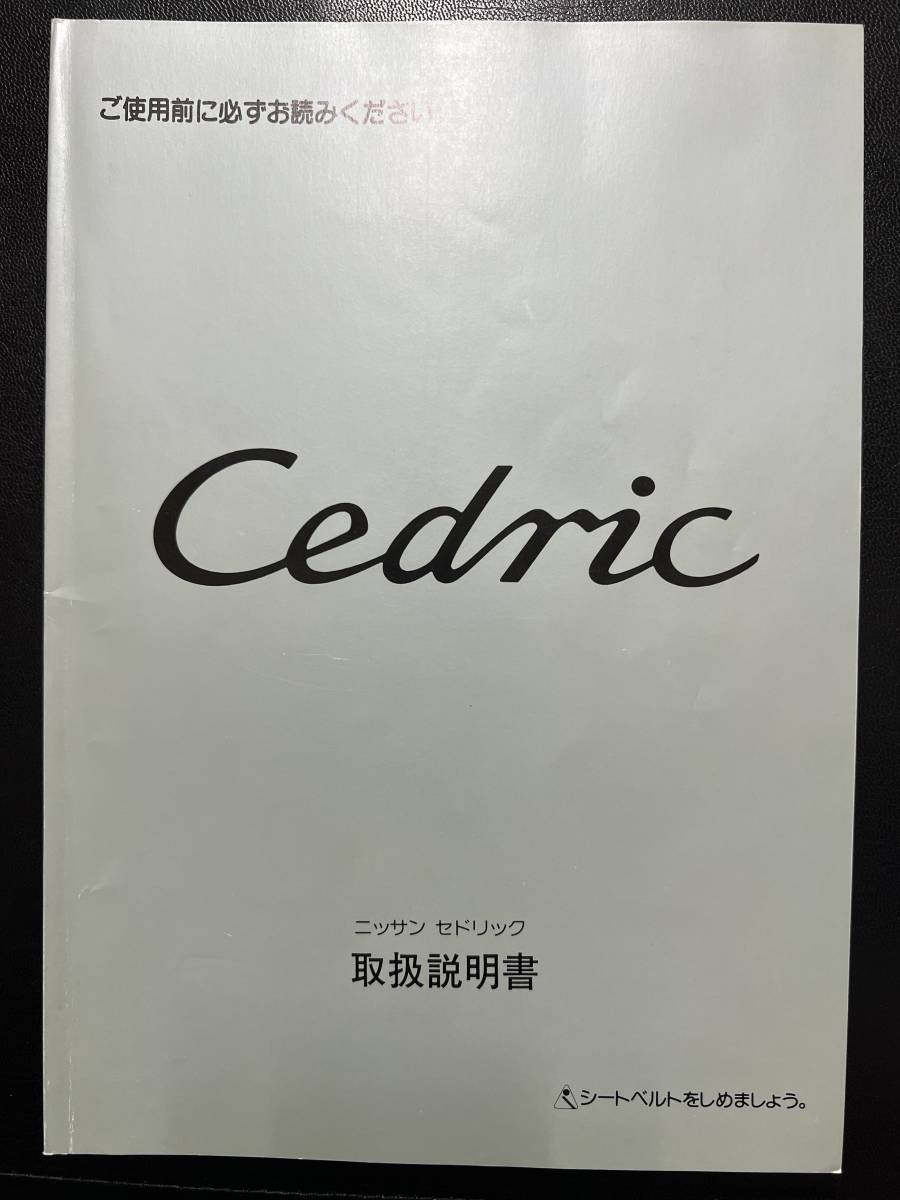 ご使用前に必ずお読みください。
Cedric
ニッサン セドリック
取扱説明書
シートベルトをしめましょう。